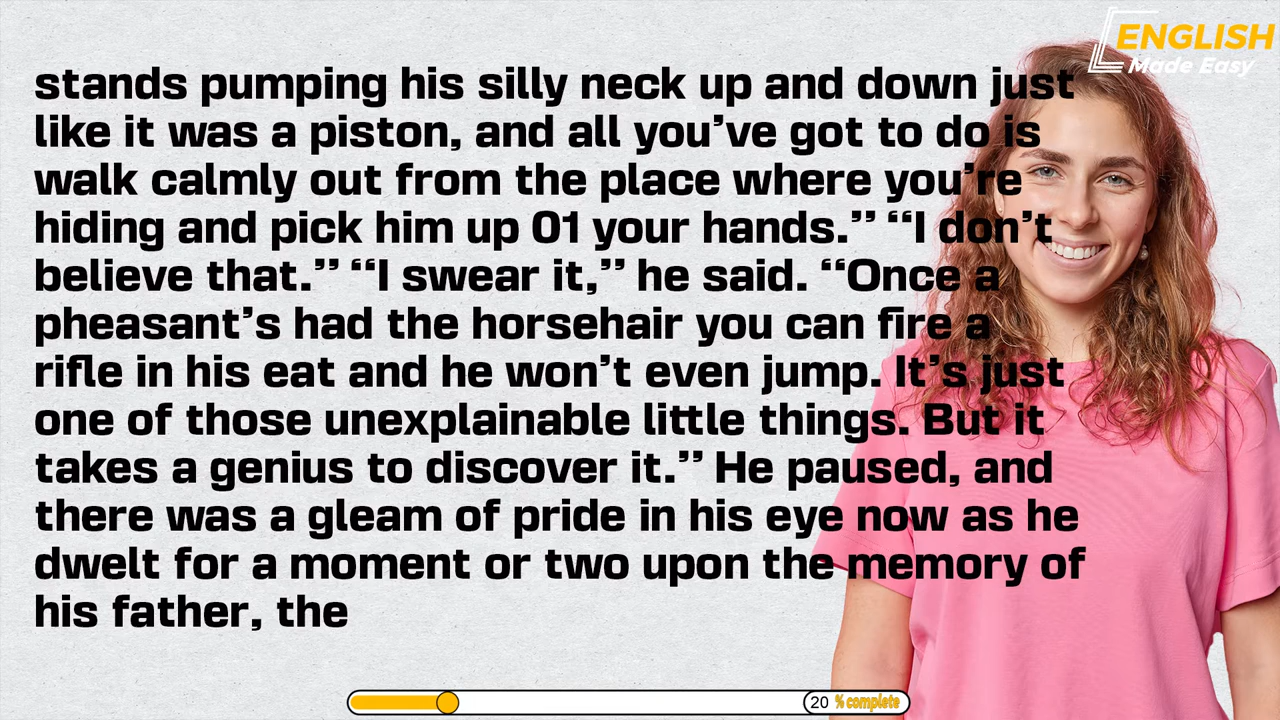 ENGLISH
Made Easy
stands pumping his silly neck up and down just
like it was a piston, and all you’ve got to do is
walk calmly out from the place where you’re
hiding and pick him up 01 your hands.” “I don’t
believe that.” “I swear it,” he said. “Once a
pheasant’s had the horsehair you can fire a
rifle in his eat and he won’t even jump. It’s just
one of those unexplainable little things. But it
takes a genius to discover it.” He paused, and
there was a gleam of pride in his eye now as he
dwelt for a moment or two upon the memory of
his father, the
20 % complete